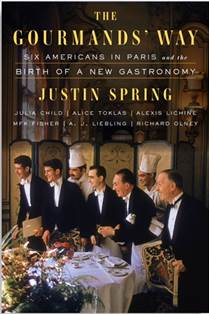 THE
GOURMANDS' WAY
SIX AMERICANS IN PARIS and the
BIRTH OF A NEW GASTRONOMY
JUSTIN SPRING
JULIA CHILD | ALICE TOKLAS | ALEXIS LICHINE
MFK FISHER | A. J. LIEBLING | RICHARD OLNEY